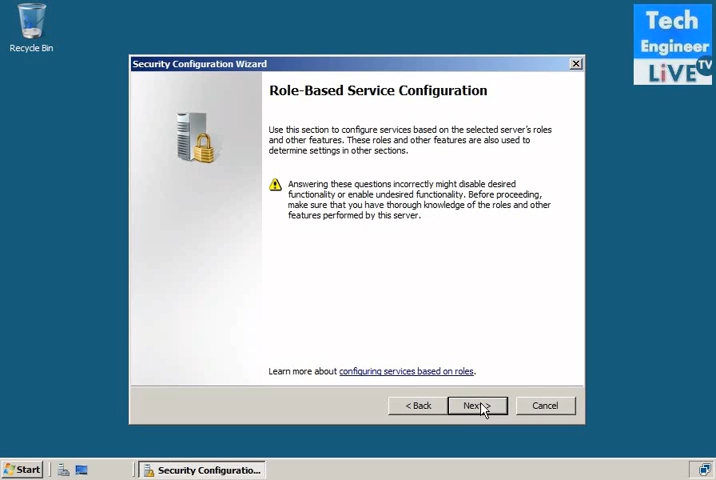 Recycle Bin
Tech
Engineer
LiVE TV
Security Configuration Wizard
Role-Based Service Configuration
Use this section to configure services based on the selected server's roles
and other features. These roles and other features are also used to
determine settings in other sections.
Answering these questions incorrectly might disable desired
functionality or enable undesired functionality. Before proceeding,
make sure that you have thorough knowledge of the roles and other
features performed by this server.
Learn more about configuring services based on roles.
< Back
Next >
Cancel
Start
Security Configuratio...